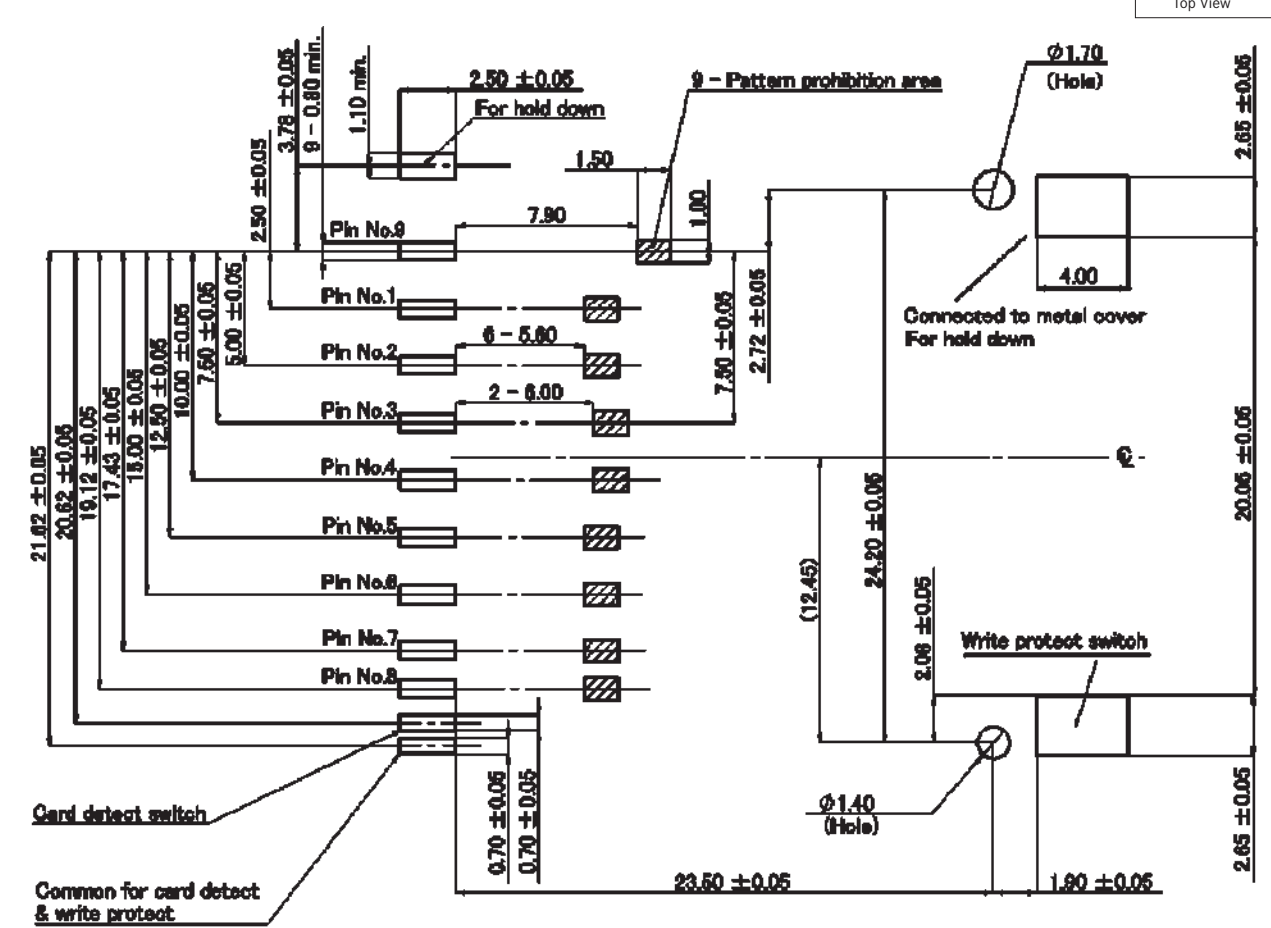 Top View
3.78 ±0.05
9 - 0.80 min.
1.10 min.
2.50 ±0.05
For hold down
9 - Pattern prohibition area
Ø1.70
(Hole)
2.65 ±0.05
2.50 ±0.05
1.50
1.00
Pin No.9
7.90
4.00
Connected to metal cover
For hold down
Pin No.1
5.00 ±0.05
7.50 ±0.05
10.00 ±0.05
12.50 ±0.05
15.00 ±0.05
17.43 ±0.05
19.12 ±0.05
20.62 ±0.05
21.62 ±0.05
6 - 5.60
Pin No.2
2 - 6.00
Pin No.3
7.50 ±0.05
2.72 ±0.05
Pin No.4
℄
Pin No.5
24.20 ±0.05
20.05 ±0.05
(12.45)
Pin No.6
2.06 ±0.05
Pin No.7
Write protect switch
Pin No.8
0.70 ±0.05
0.70 ±0.05
Card detect switch
Ø1.40
(Hole)
2.65 ±0.05
Common for card detect
& write protect
23.50 ±0.05
1.90 ±0.05